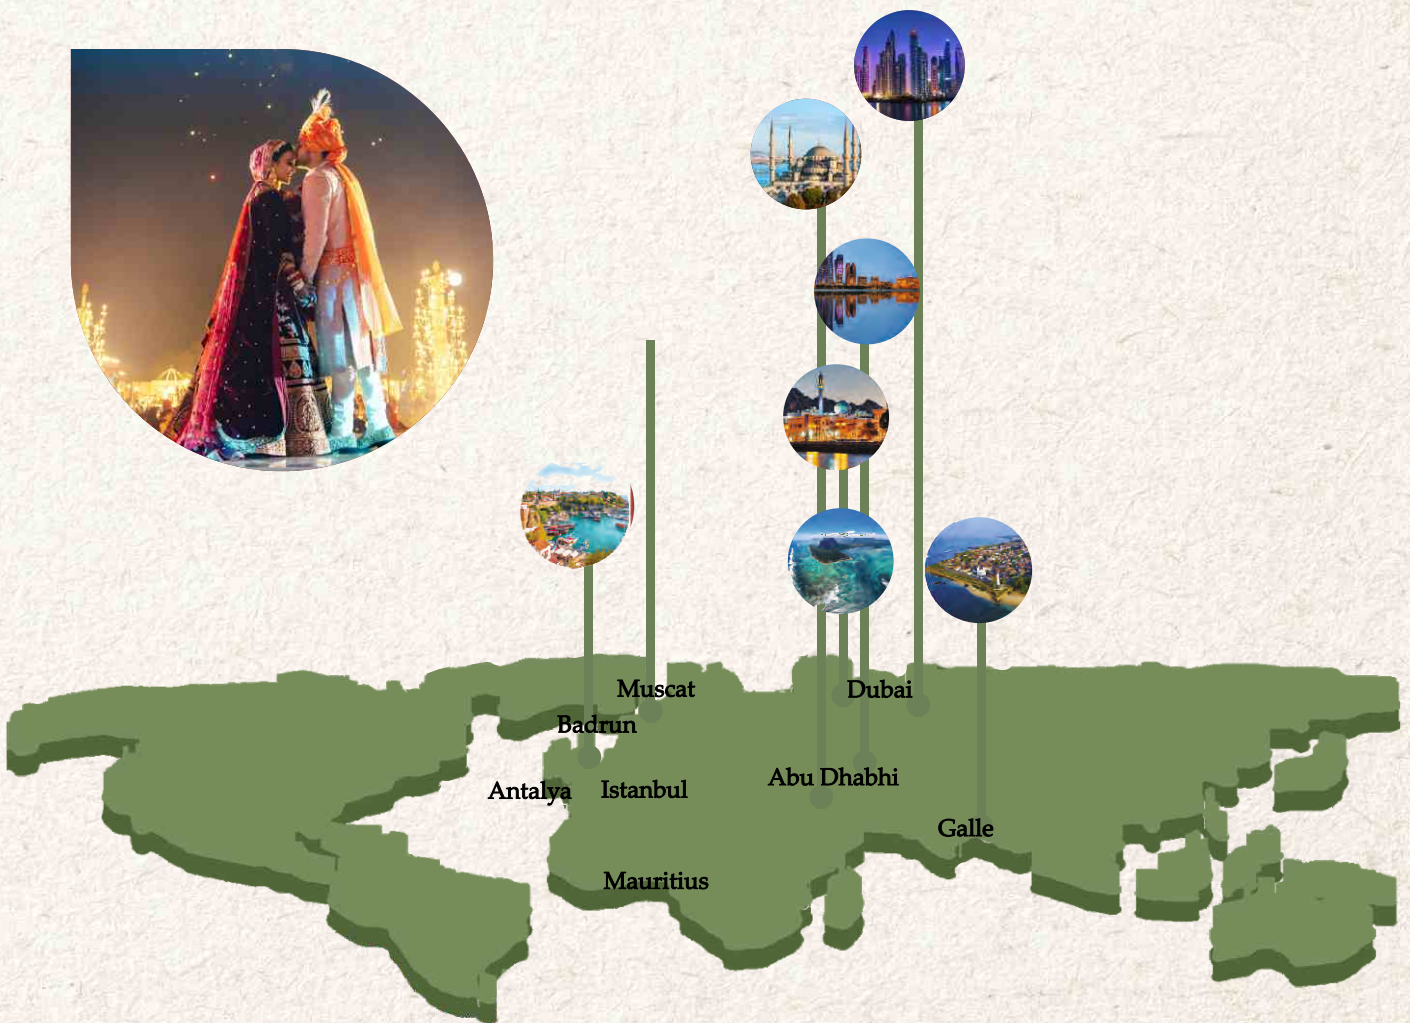 Muscat
Dubai
Badrun
Abu Dhabhi
Antalya
Istanbul
Galle
Mauritius